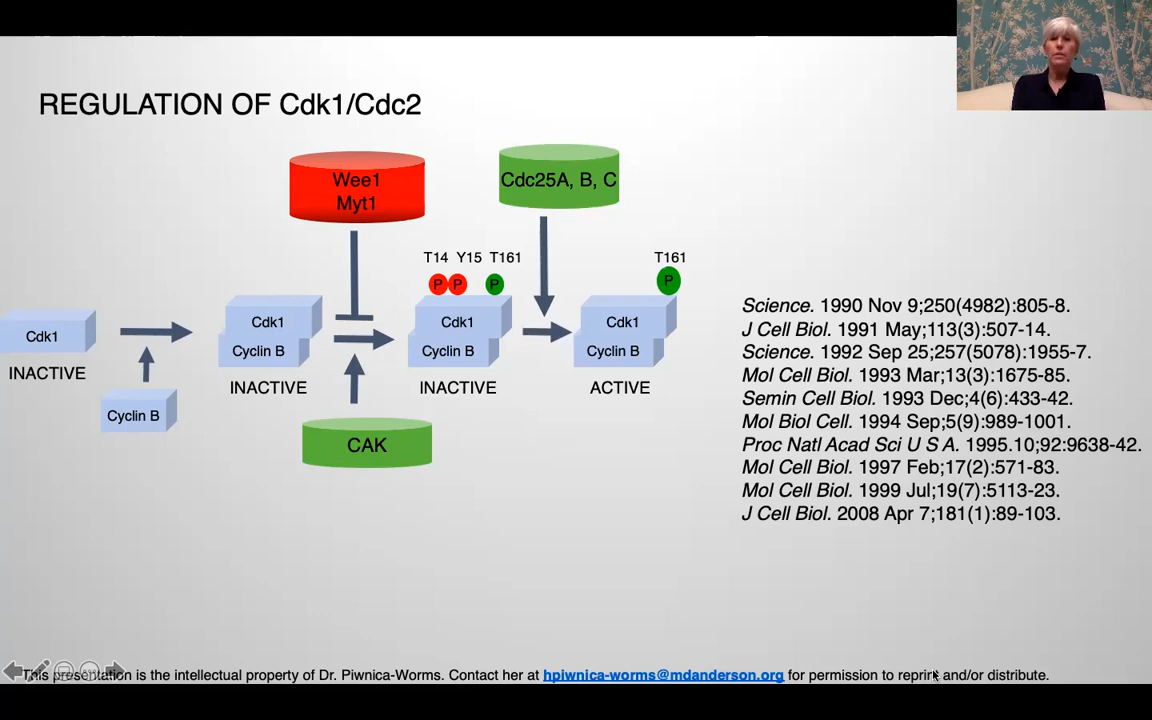 REGULATION OF Cdk1/Cdc2
Wee1
Myt1
Cdc25A, B, C
T14 Y15 T161
P P P
T161
P
Cdk1
INACTIVE
Cyclin B
Cdk1
Cyclin B
INACTIVE
Cdk1
Cyclin B
INACTIVE
Cdk1
Cyclin B
ACTIVE
CAK
Science. 1990 Nov 9;250(4982):805-8.
J Cell Biol. 1991 May;113(3):507-14.
Science. 1992 Sep 25;257(5078):1955-7.
Mol Cell Biol. 1993 Mar;13(3):1675-85.
Semin Cell Biol. 1993 Dec;4(6):433-42.
Mol Biol Cell. 1994 Sep;5(9):989-1001.
Proc Natl Acad Sci U S A. 1995.10;92:9638-42.
Mol Cell Biol. 1997 Feb;17(2):571-83.
Mol Cell Biol. 1999 Jul;19(7):5113-23.
J Cell Biol. 2008 Apr 7;181(1):89-103.
This presentation is the intellectual property of Dr. Piwnica-Worms. Contact her at hpiwnica-worms@mdanderson.org for permission to reprint and/or distribute.